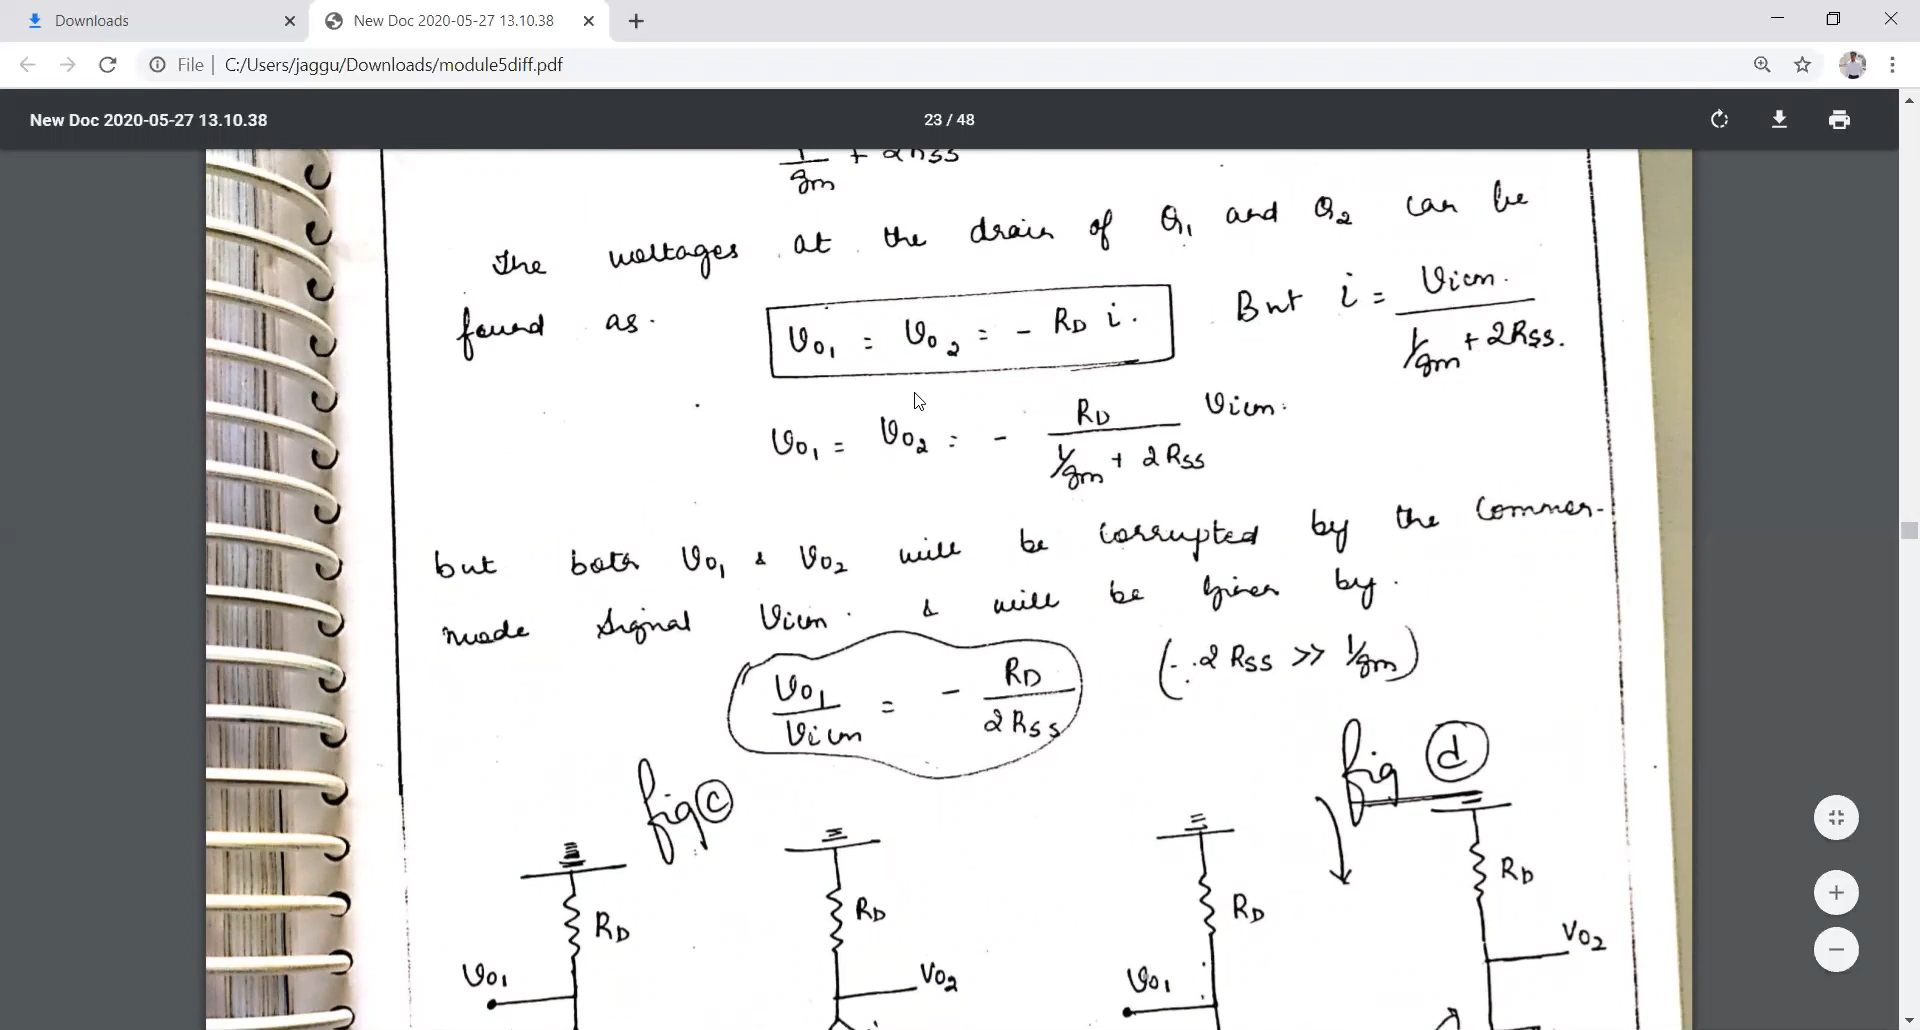 Downloads
New Doc 2020-05-27 13.10.38
File | C:/Users/jaggu/Downloads/module5diff.pdf
New Doc 2020-05-27 13.10.38
23 / 48
1/gm + 2RSS
The voltages at the drain of Q1 and Q2 can be
found as. Vo1 = Vo2 = - RD i. But i = Vicm. / (1/gm + 2RSS.
Vo1 = Vo2 = - RD / (1/gm + 2RSS) Vicm.
but both Vo1 & Vo2 will be corrupted by the common-
mode signal Vicm. & will be given by.
Vo1 / Vicm = - RD / 2RSS (∵ 2RSS >> 1/gm)
fig c
fig d
RD
RD
RD
RD
Vo1
Vo2
Vo1
Vo2